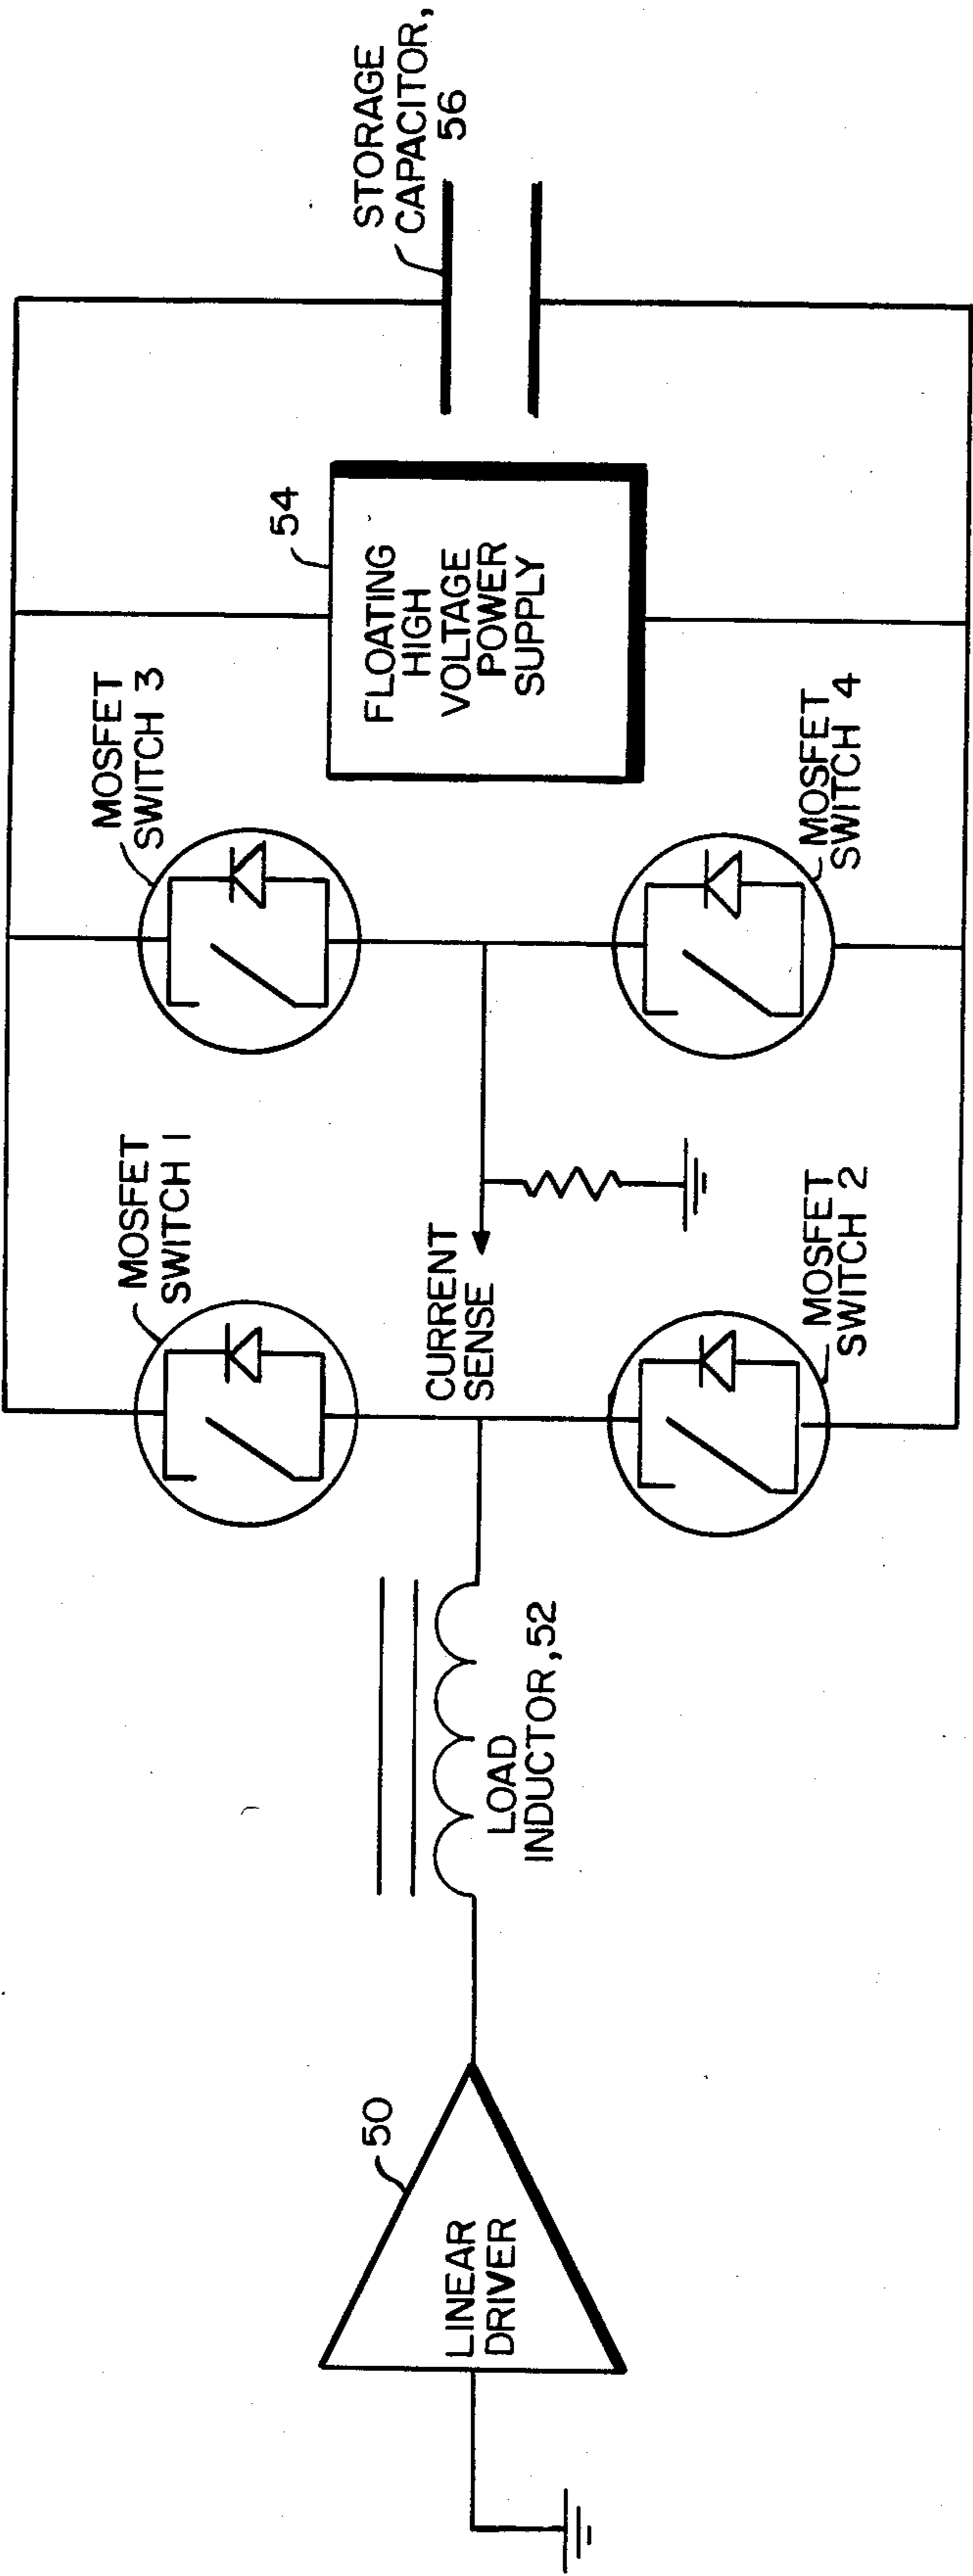 LINEAR
DRIVER
50
LOAD
INDUCTOR, 52
MOSFET
SWITCH 1
CURRENT
SENSE
MOSFET
SWITCH 2
MOSFET
SWITCH 3
MOSFET
SWITCH 4
54
FLOATING
HIGH
VOLTAGE
POWER
SUPPLY
STORAGE
CAPACITOR,
56